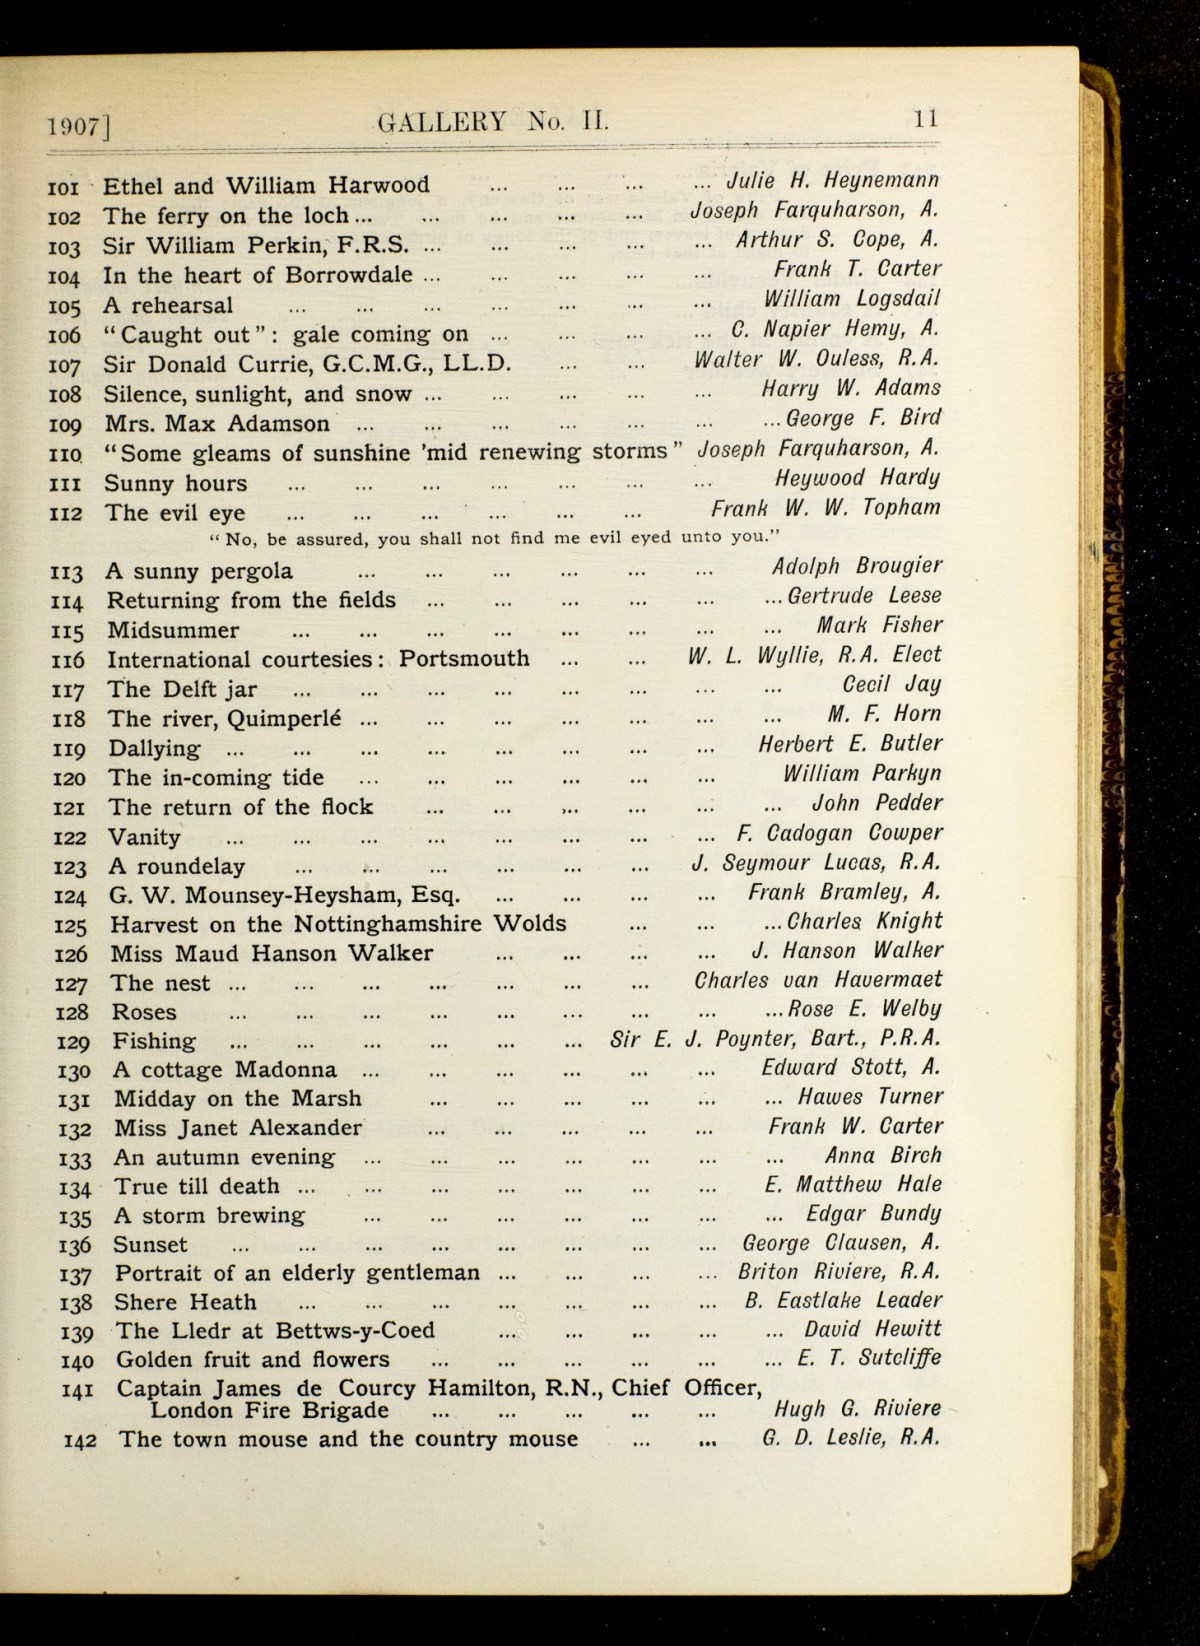 1907] GALLERY No. II. 11
101 Ethel and William Harwood ... ... ... ... Julie H. Heynemann
102 The ferry on the loch ... ... ... ... ... Joseph Farquharson, A.
103 Sir William Perkin, F.R.S. ... ... ... ... ... Arthur S. Cope, A.
104 In the heart of Borrowdale ... ... ... ... ... Frank T. Carter
105 A rehearsal ... ... ... ... ... ... ... William Logsdail
106 "Caught out": gale coming on ... ... ... ... C. Napier Hemy, A.
107 Sir Donald Currie, G.C.M.G., LL.D. ... ... Walter W. Ouless, R.A.
108 Silence, sunlight, and snow ... ... ... ... ... Harry W. Adams
109 Mrs. Max Adamson ... ... ... ... ... ... ... George F. Bird
110 "Some gleams of sunshine 'mid renewing storms" Joseph Farquharson, A.
111 Sunny hours ... ... ... ... ... ... ... Heywood Hardy
112 The evil eye ... ... ... ... ... ... Frank W. W. Topham
"No, be assured, you shall not find me evil eyed unto you."
113 A sunny pergola ... ... ... ... ... ... Adolph Brougier
114 Returning from the fields ... ... ... ... ... ... Gertrude Leese
115 Midsummer ... ... ... ... ... ... ... ... Mark Fisher
116 International courtesies: Portsmouth ... ... W. L. Wyllie, R.A. Elect
117 The Delft jar ... ... ... ... ... ... ... ... Cecil Jay
118 The river, Quimperlé ... ... ... ... ... ... ... M. F. Horn
119 Dallying ... ... ... ... ... ... ... ... Herbert E. Butler
120 The in-coming tide ... ... ... ... ... ... William Parkyn
121 The return of the flock ... ... ... ... ... ... John Pedder
122 Vanity ... ... ... ... ... ... ... ... F. Cadogan Cowper
123 A roundelay ... ... ... ... ... ... J. Seymour Lucas, R.A.
124 G. W. Mounsey-Heysham, Esq. ... ... ... ... Frank Bramley, A.
125 Harvest on the Nottinghamshire Wolds ... ... ... Charles Knight
126 Miss Maud Hanson Walker ... ... ... ... J. Hanson Walker
127 The nest ... ... ... ... ... ... ... Charles van Havermaet
128 Roses ... ... ... ... ... ... ... ... ... Rose E. Welby
129 Fishing ... ... ... ... ... ... Sir E. J. Poynter, Bart., P.R.A.
130 A cottage Madonna ... ... ... ... ... ... Edward Stott, A.
131 Midday on the Marsh ... ... ... ... ... ... Hawes Turner
132 Miss Janet Alexander ... ... ... ... ... Frank W. Carter
133 An autumn evening ... ... ... ... ... ... ... Anna Birch
134 True till death ... ... ... ... ... ... ... E. Matthew Hale
135 A storm brewing ... ... ... ... ... ... ... Edgar Bundy
136 Sunset ... ... ... ... ... ... ... ... George Clausen, A.
137 Portrait of an elderly gentleman ... ... ... ... Briton Riviere, R.A.
138 Shere Heath ... ... ... ... ... ... ... B. Eastlake Leader
139 The Lledr at Bettws-y-Coed ... ... ... ... ... David Hewitt
140 Golden fruit and flowers ... ... ... ... ... ... E. T. Sutcliffe
141 Captain James de Courcy Hamilton, R.N., Chief Officer,
London Fire Brigade ... ... ... ... ... Hugh G. Riviere
142 The town mouse and the country mouse ... ... G. D. Leslie, R.A.